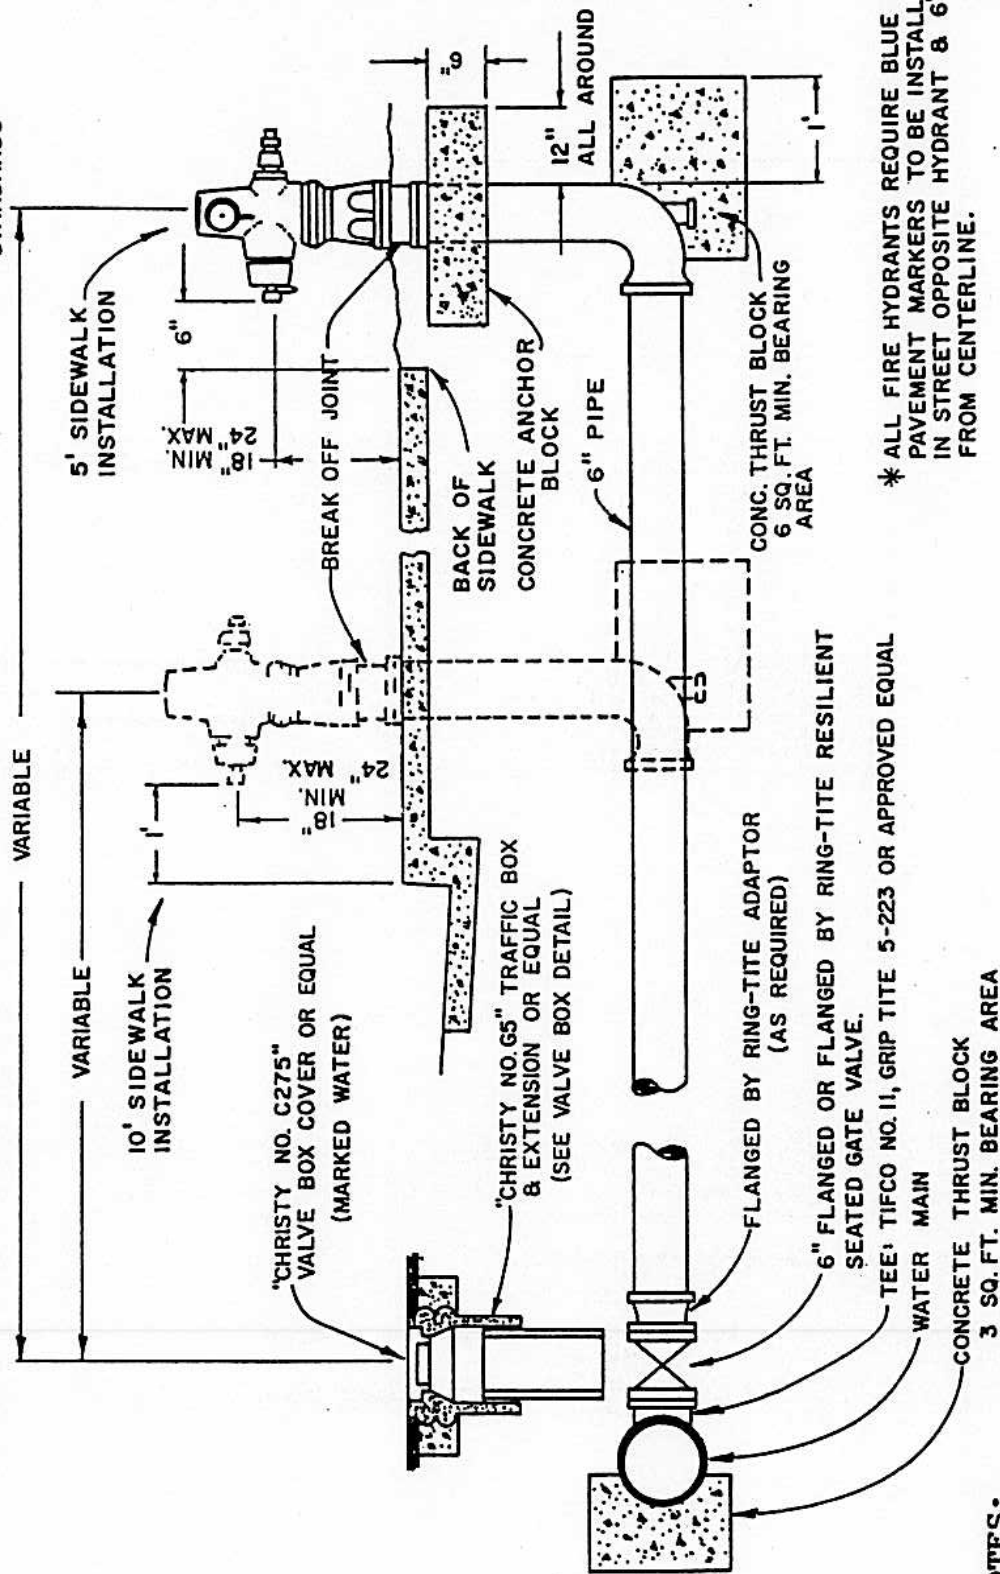 VARIABLE
VARIABLE
5' SIDEWALK
INSTALLATION
10' SIDEWALK
INSTALLATION
6"
18" MIN.
24" MAX.
1'
18" MIN.
24" MAX.
BREAK OFF JOINT
6"
12"
ALL AROUND
BACK OF
SIDEWALK
CONCRETE ANCHOR
BLOCK
"CHRISTY NO. C275"
VALVE BOX COVER OR EQUAL
(MARKED WATER)
"CHRISTY NO. G5" TRAFFIC BOX
& EXTENSION OR EQUAL
(SEE VALVE BOX DETAIL)
6" PIPE
1'
CONC. THRUST BLOCK
6 SQ. FT. MIN. BEARING
AREA
FLANGED BY RING-TITE ADAPTOR
(AS REQUIRED)
6" FLANGED OR FLANGED BY RING-TITE RESILIENT
SEATED GATE VALVE.
TEE: TIFCO NO. 11, GRIP TITE 5-223 OR APPROVED EQUAL
WATER MAIN
CONCRETE THRUST BLOCK
3 SQ. FT. MIN. BEARING AREA
* ALL FIRE HYDRANTS REQUIRE BLUE
PAVEMENT MARKERS TO BE INSTALL
IN STREET OPPOSITE HYDRANT & 6"
FROM CENTERLINE.